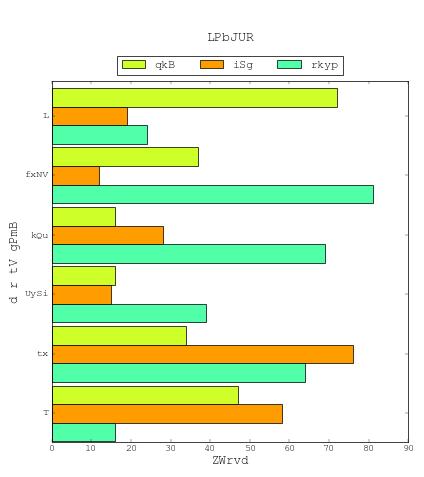 LPbJUR
qkB iSg rkyp
L
fxNV
kQu
UySi
tx
T
d r tV gPmB
0 10 20 30 40 50 60 70 80 90
ZWrvd